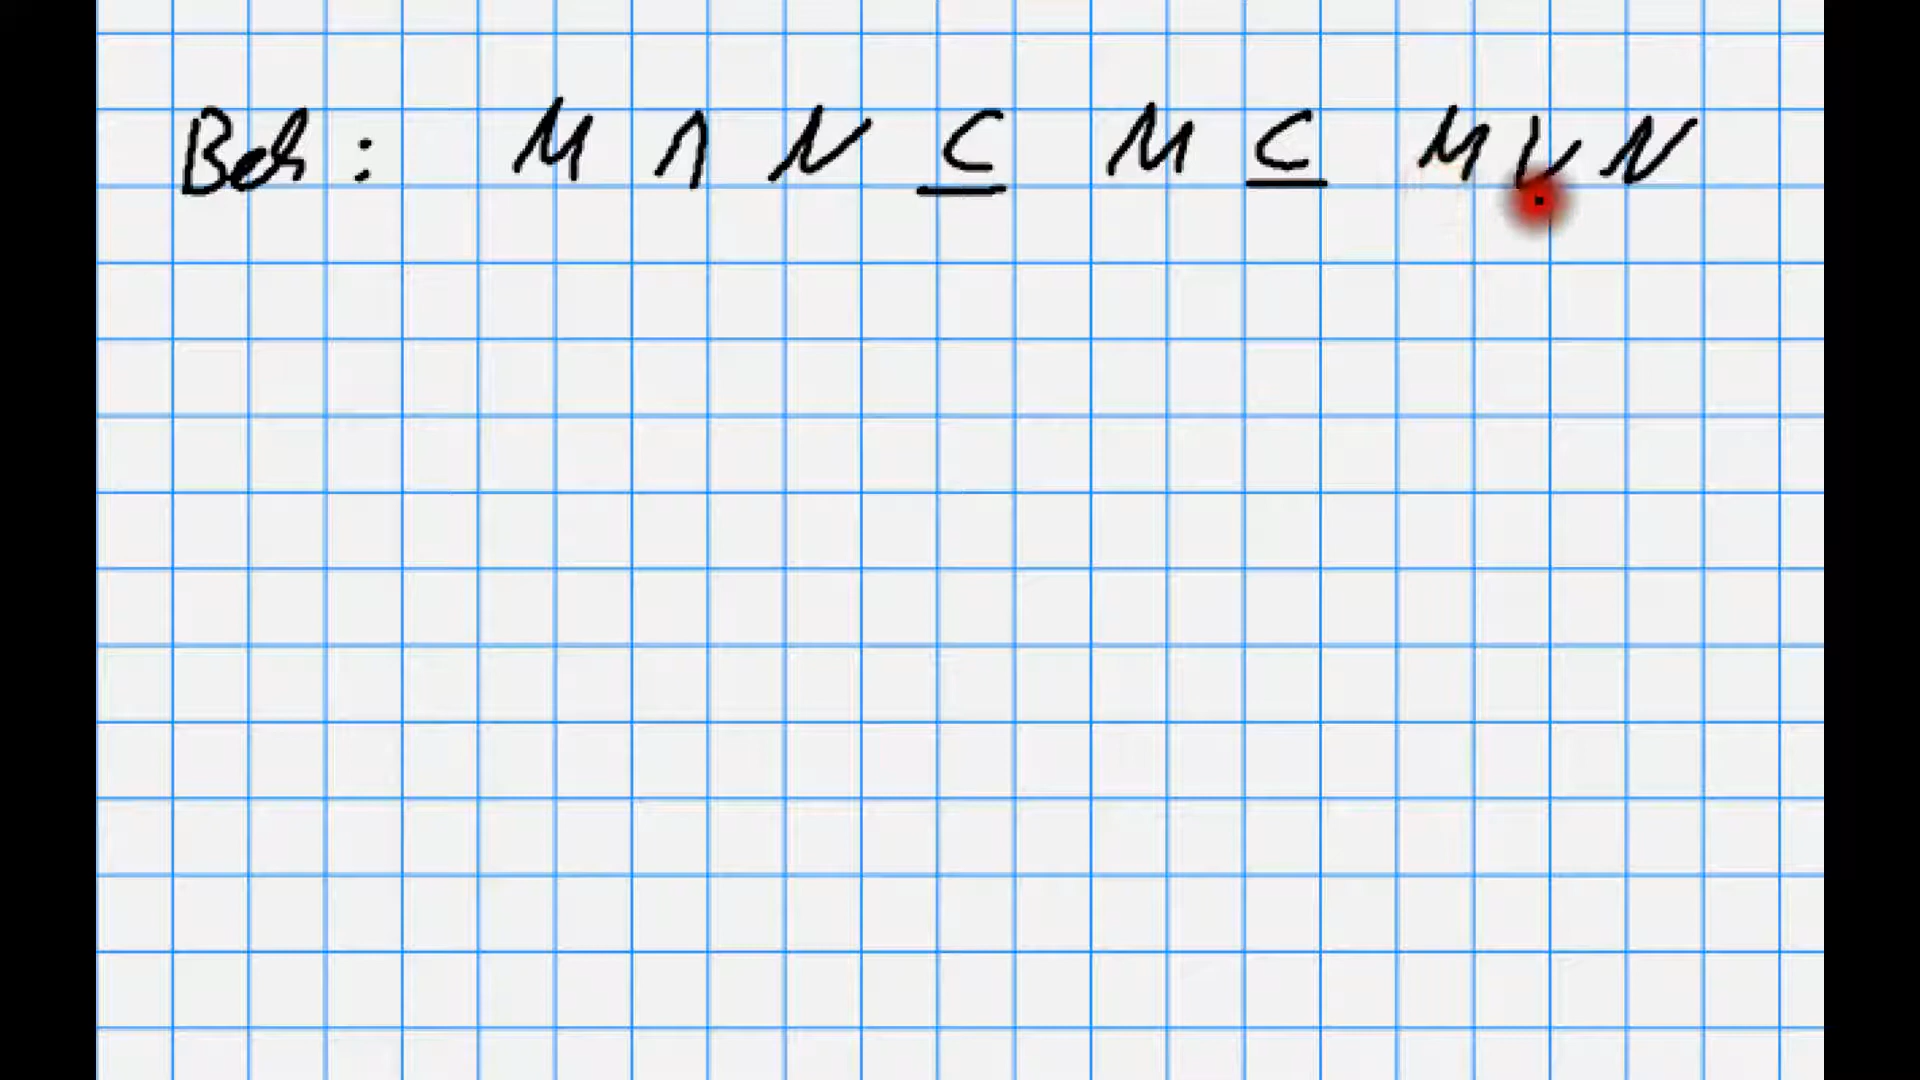 Beh: M ∩ N ⊆ M ⊆ M ∪ N